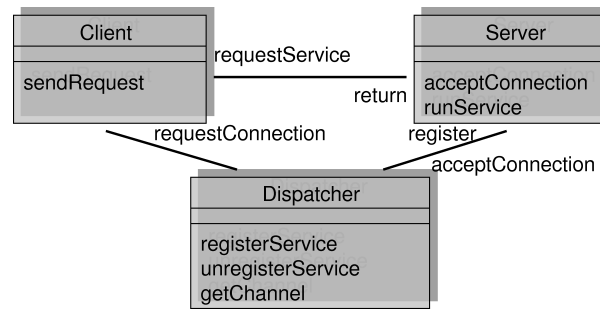 Client
Server
requestService
sendRequest
acceptConnection
return
runService
requestConnection
register
acceptConnection
Dispatcher
registerService
unregisterService
getChannel